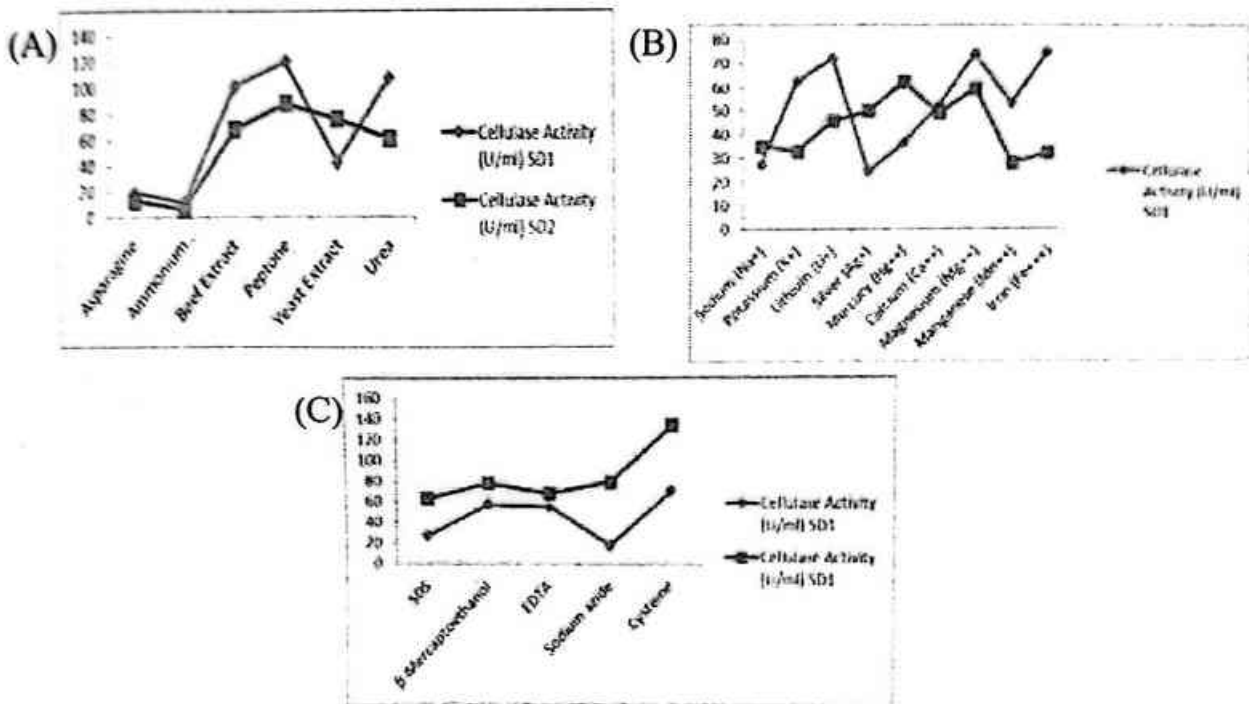 (A)
140
120
100
80
60
40
20
0
Asparagine
Ammonium..
Beef Extract
Peptone
Yeast Extract
Urea
Cellulase Activity
(U/ml) SD1
Cellulase Activity
(U/ml) SD2
(B)
80
70
60
50
40
30
20
10
0
Sodium (Na+)
Potassium (K+)
Lithium (Li+)
Silver (Ag+)
Mercury (Hg++)
Calcium (Ca++)
Magnesium (Mg++)
Manganese (Mn++)
Iron (Fe+++)
Cellulase
Activity (U/ml)
SD1
(C)
160
140
120
100
80
60
40
20
0
SDS
β-Mercaptoethanol
EDTA
Sodium azide
Cysteine
Cellulase Activity
(U/ml) SD1
Cellulase Activity
(U/ml) SD1